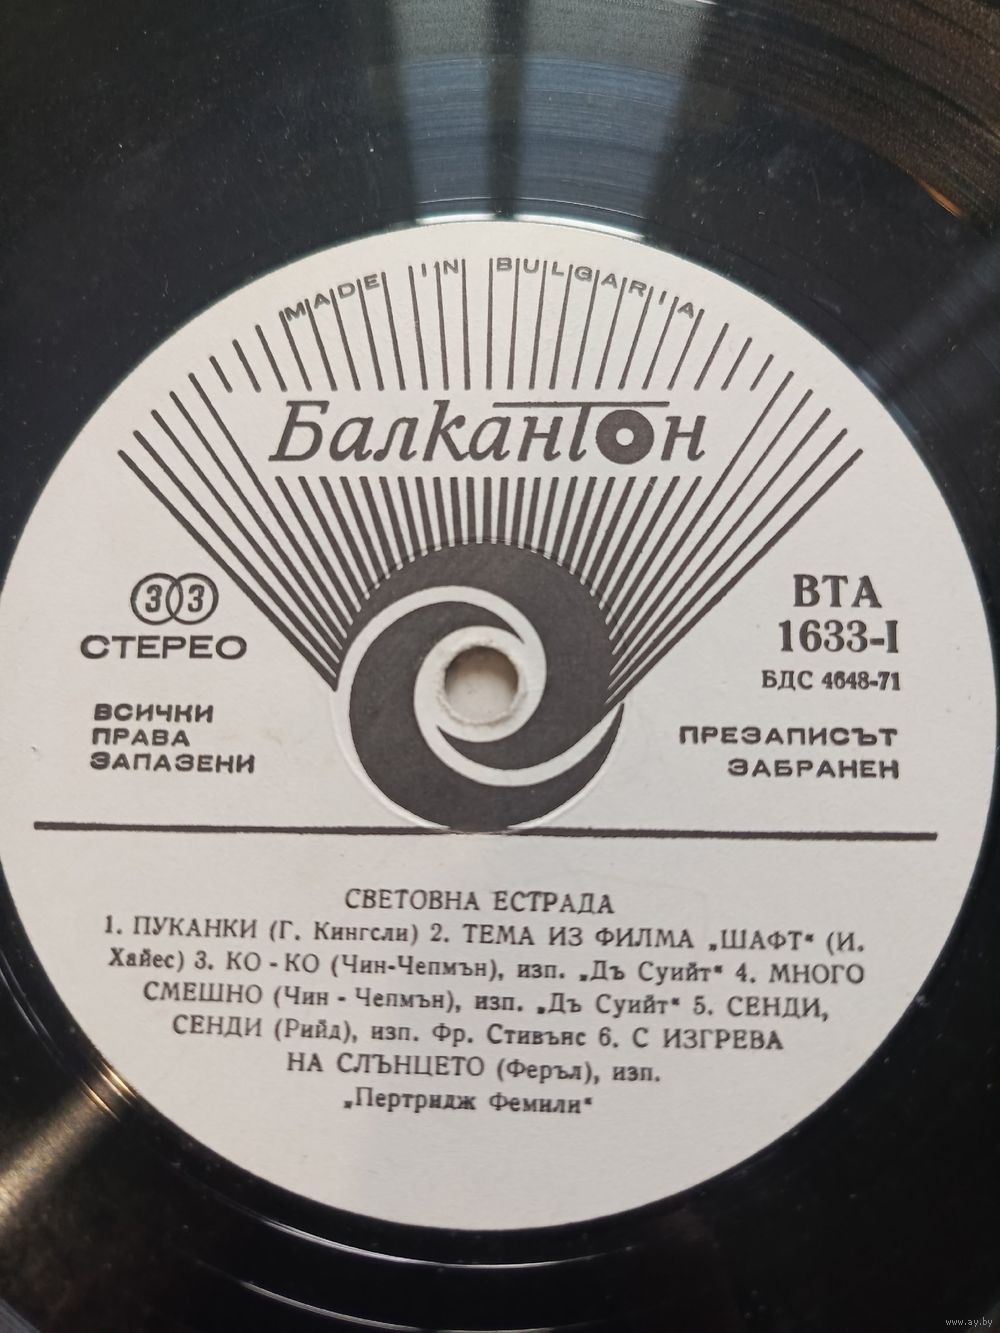 MADE IN BULGARIA
Балкантон
33
СТЕРЕО
ВСИЧКИ
ПРАВА
ЗАПАЗЕНИ
ВТА
1633-I
БДС 4648-71
ПРЕЗАПИСЪТ
ЗАБРАНЕН
СВЕТОВНА ЕСТРАДА
1. ПУКАНКИ (Г. Кингсли) 2. ТЕМА ИЗ ФИЛМА „ШАФТ“ (И.
Хайес) 3. КО - КО (Чин-Чепмън), изп. „Дъ Суийт“ 4. МНОГО
СМЕШНО (Чин - Чепмън), изп. „Дъ Суийт“ 5. СЕНДИ,
СЕНДИ (Рийд), изп. Фр. Стивънс 6. С ИЗГРЕВА
НА СЛЪНЦЕТО (Феръл), изп.
„Пертридж Фемили“
www.ay.by